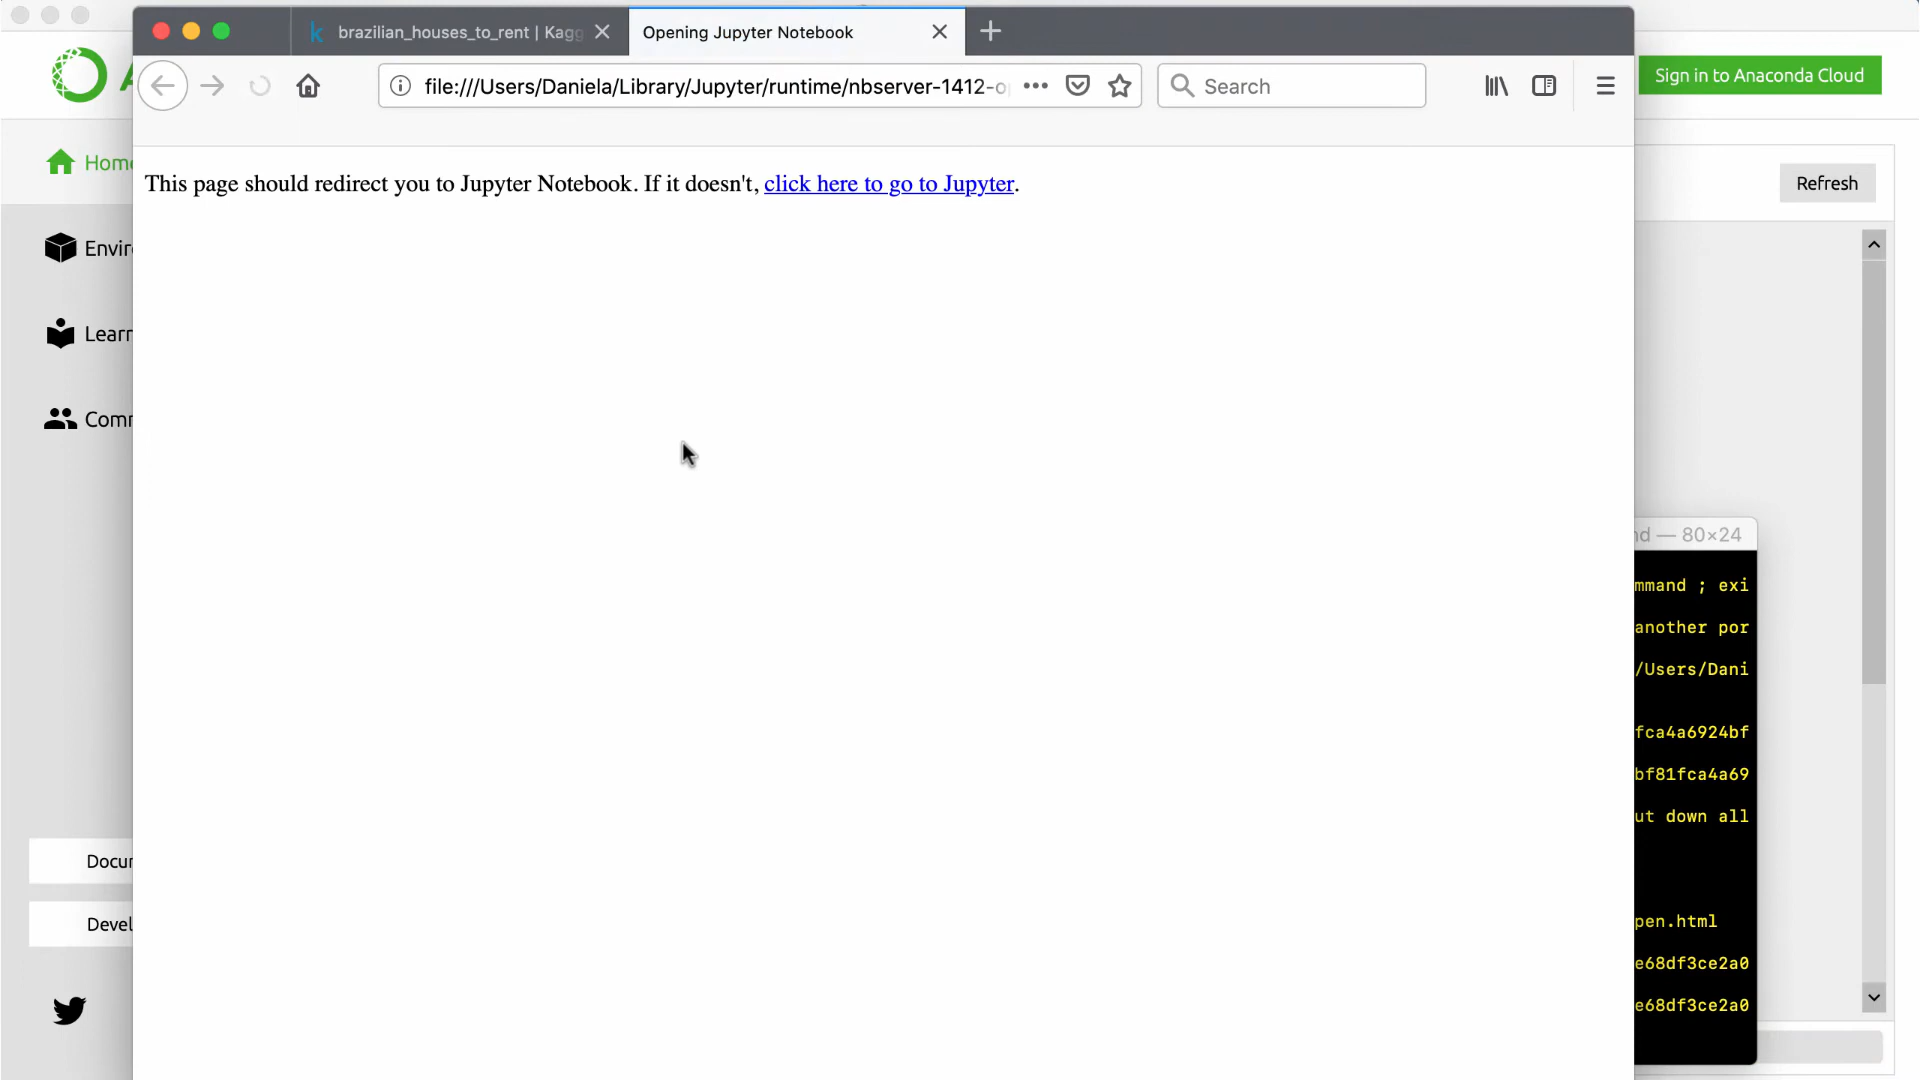 brazilian_houses_to_rent | Kagg
Opening Jupyter Notebook
Sign in to Anaconda Cloud
file:///Users/Daniela/Library/Jupyter/runtime/nbserver-1412-o
Search
Home
This page should redirect you to Jupyter Notebook. If it doesn't, click here to go to Jupyter.
Refresh
Envir
Learn
Comm
nd — 80×24
mmand ; exi
another por
/Users/Dani
fca4a6924bf
bf81fca4a69
ut down all
Docum
Devel
pen.html
e68df3ce2a0
e68df3ce2a0